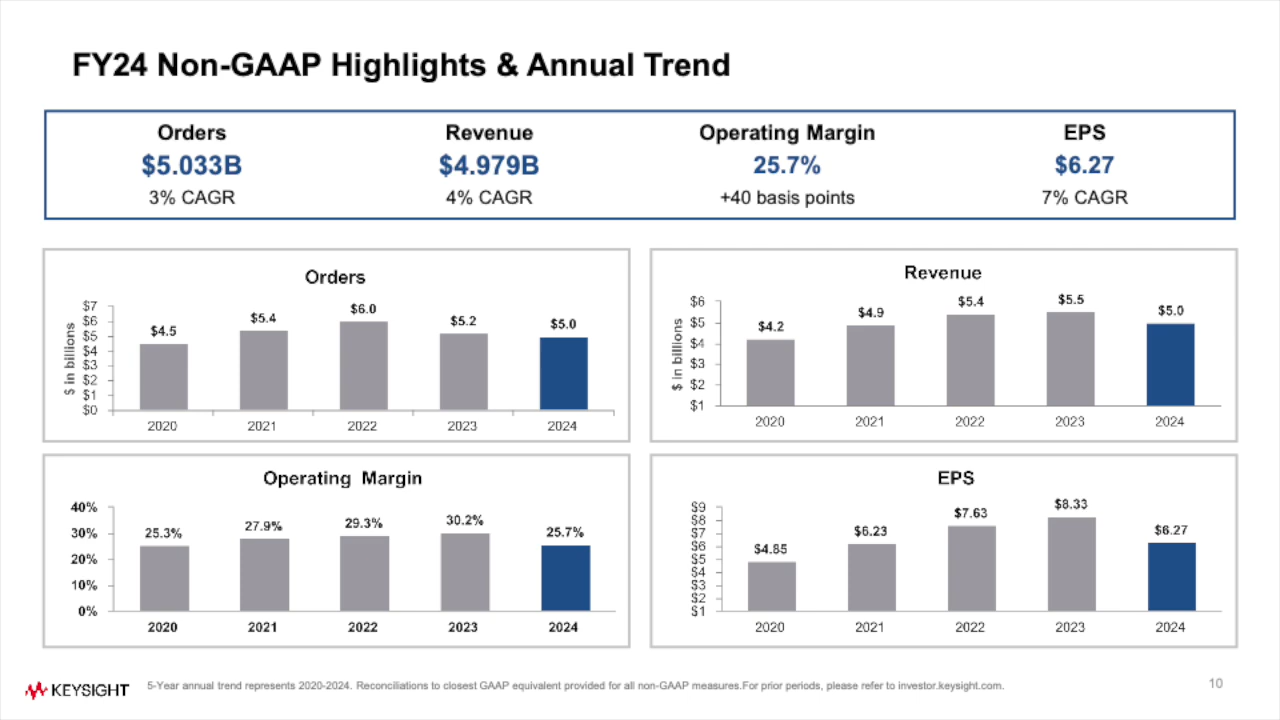 FY24 Non-GAAP Highlights & Annual Trend
Orders Revenue Operating Margin EPS
$5.033B $4.979B 25.7% $6.27
3% CAGR 4% CAGR +40 basis points 7% CAGR
Orders
$ in billions
$7
$6
$5
$4
$3
$2
$1
$0
$4.5 $5.4 $6.0 $5.2 $5.0
2020 2021 2022 2023 2024
Revenue
$ in billions
$6
$5
$4
$3
$2
$1
$4.2 $4.9 $5.4 $5.5 $5.0
2020 2021 2022 2023 2024
Operating Margin
40%
30%
20%
10%
0%
25.3% 27.9% 29.3% 30.2% 25.7%
2020 2021 2022 2023 2024
EPS
$9
$8
$7
$6
$5
$4
$3
$2
$1
$4.85 $6.23 $7.63 $8.33 $6.27
2020 2021 2022 2023 2024
KEYSIGHT
5-Year annual trend represents 2020-2024. Reconciliations to closest GAAP equivalent provided for all non-GAAP measures.For prior periods, please refer to investor.keysight.com.
10